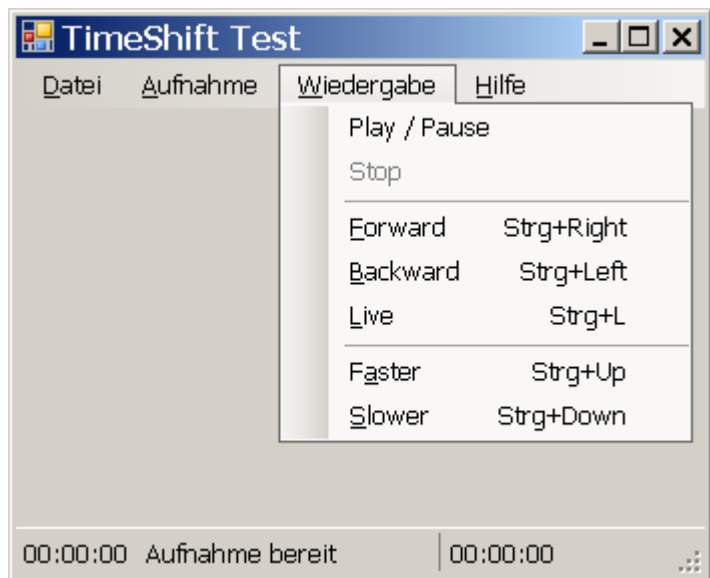 TimeShift Test
Datei Aufnahme Wiedergabe Hilfe
Play / Pause
Stop
Forward Strg+Right
Backward Strg+Left
Live Strg+L
Faster Strg+Up
Slower Strg+Down
00:00:00 Aufnahme bereit 00:00:00